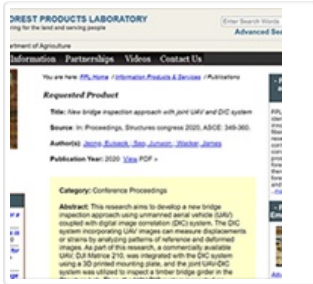 OREST PRODUCTS LABORATORY
ring for the land and serving people
Enter Search Words
Advanced Sea
artment of Agriculture
Information Partnerships Videos Contact Us
You are here: FPL Home / Information Products & Services / Publications
Requested Product
Title: New bridge inspection approach with joint UAV and DIC system
Source: In: Proceedings, Structures congress 2020, ASCE: 349-360.
Author(s): Jeong, Euiseok; Seo, Junwon; Wacker, James
Publication Year: 2020 View PDF »
Category: Conference Proceedings
Abstract: This research aims to develop a new bridge
inspection approach using unmanned aerial vehicle (UAV)
coupled with digital image correlation (DIC) system. The DIC
system incorporating UAV images can measure displacements
or strains by analyzing patterns of reference and deformed
images. As part of this research, a commercially available
UAV, DJI Matrice 210, was integrated with the DIC system
using a 3D printed mounting plate, and the joint UAV-DIC
system was utilized to inspect a timber bridge girder in the